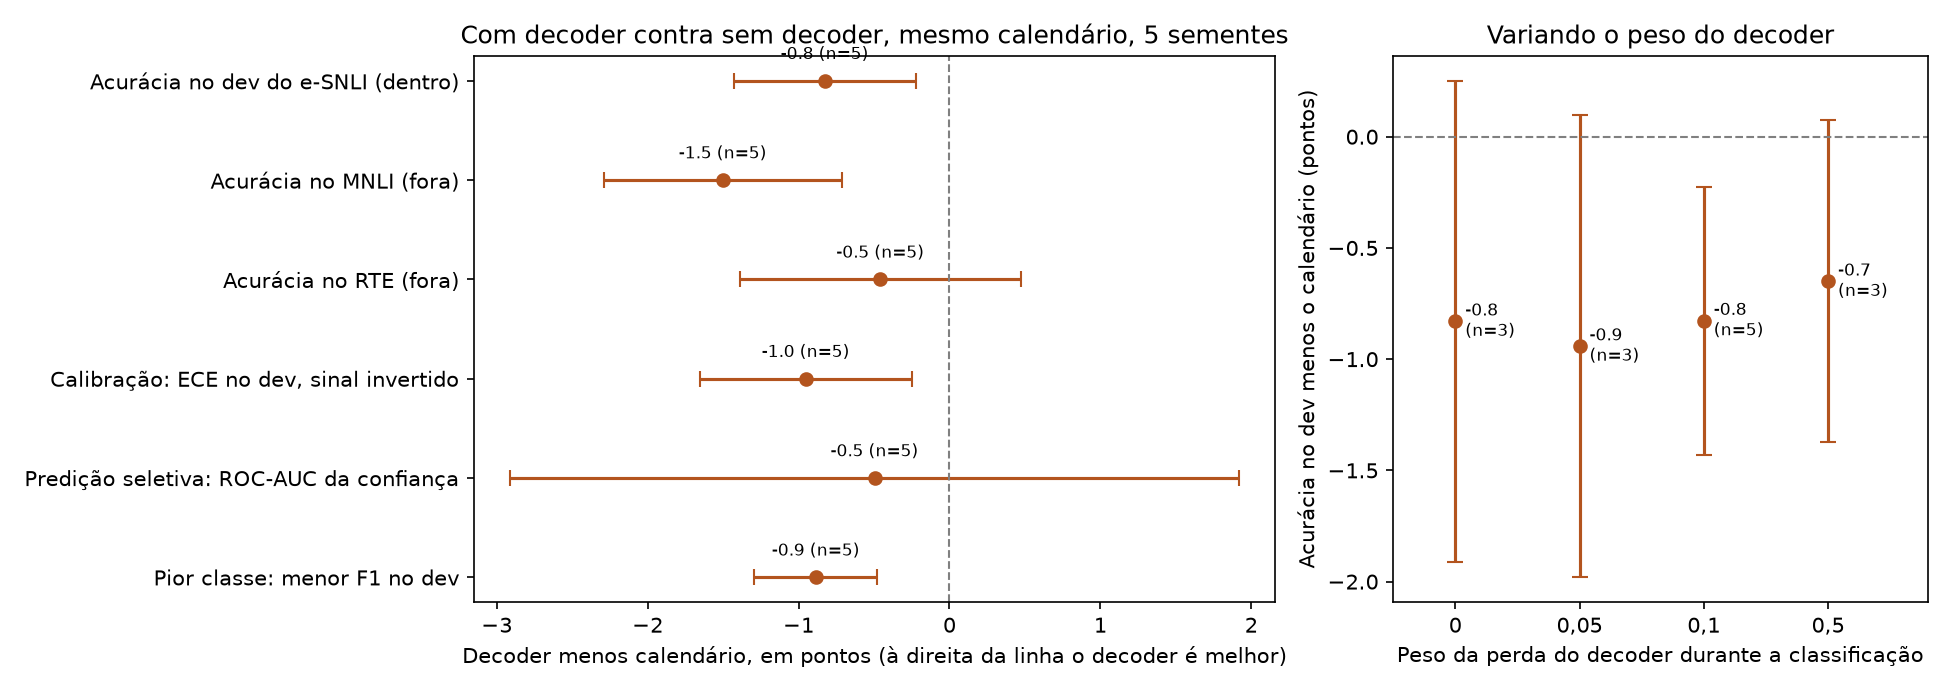 Com decoder contra sem decoder, mesmo calendário, 5 sementes
-0.8 (n=5)
Acurácia no dev do e-SNLI (dentro)
-1.5 (n=5)
Acurácia no MNLI (fora)
-0.5 (n=5)
Acurácia no RTE (fora)
-1.0 (n=5)
Calibração: ECE no dev, sinal invertido
-0.5 (n=5)
Predição seletiva: ROC-AUC da confiança
-0.9 (n=5)
Pior classe: menor F1 no dev
−3 −2 −1 0 1 2
Decoder menos calendário, em pontos (à direita da linha o decoder é melhor)
Variando o peso do decoder
Acurácia no dev menos o calendário (pontos)
0.0
−0.5
−1.0
−1.5
−2.0
-0.8
(n=3)
-0.9
(n=3)
-0.8
(n=5)
-0.7
(n=3)
0 0,05 0,1 0,5
Peso da perda do decoder durante a classificação